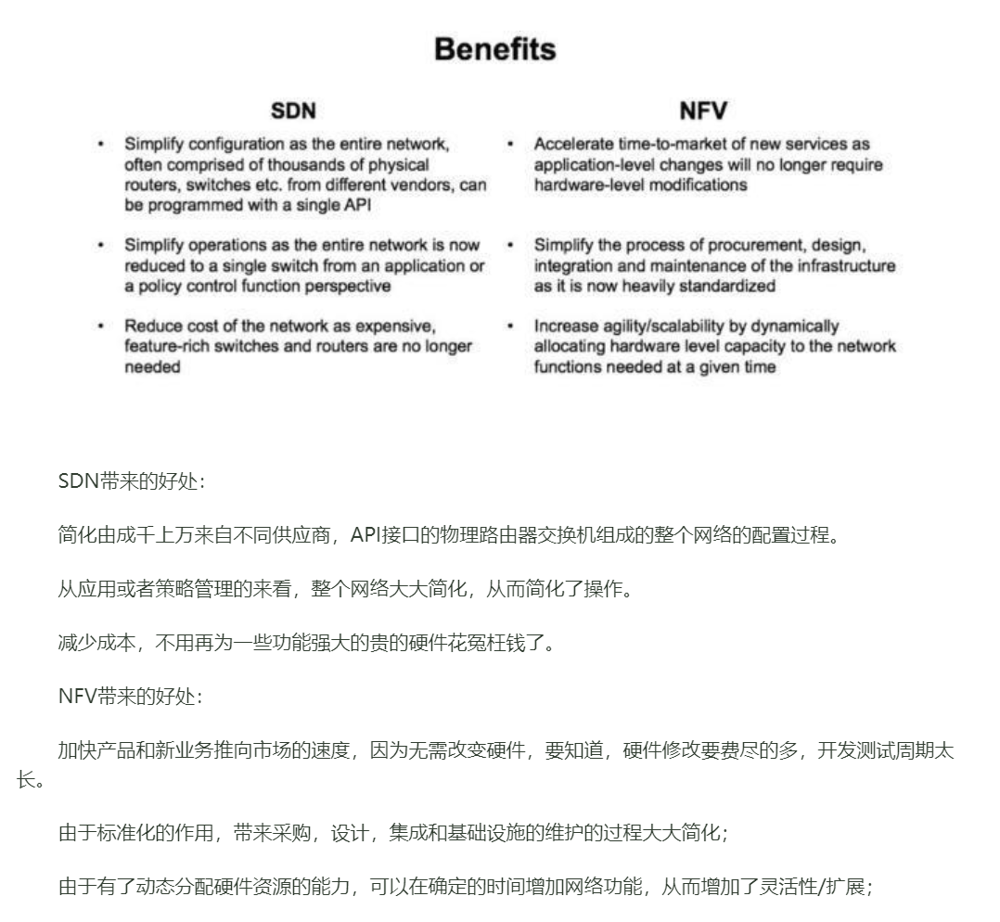 Benefits
SDN
• Simplify configuration as the entire network,
often comprised of thousands of physical
routers, switches etc. from different vendors, can
be programmed with a single API
• Simplify operations as the entire network is now
reduced to a single switch from an application or
a policy control function perspective
• Reduce cost of the network as expensive,
feature-rich switches and routers are no longer
needed
NFV
• Accelerate time-to-market of new services as
application-level changes will no longer require
hardware-level modifications
• Simplify the process of procurement, design,
integration and maintenance of the infrastructure
as it is now heavily standardized
• Increase agility/scalability by dynamically
allocating hardware level capacity to the network
functions needed at a given time
SDN带来的好处：
简化由成千上万来自不同供应商，API接口的物理路由器交换机组成的整个网络的配置过程。
从应用或者策略管理的来看，整个网络大大简化，从而简化了操作。
减少成本，不用再为一些功能强大的贵的硬件花冤枉钱了。
NFV带来的好处：
加快产品和新业务推向市场的速度，因为无需改变硬件，要知道，硬件修改要费尽的多，开发测试周期太
长。
由于标准化的作用，带来采购，设计，集成和基础设施的维护的过程大大简化；
由于有了动态分配硬件资源的能力，可以在确定的时间增加网络功能，从而增加了灵活性/扩展；